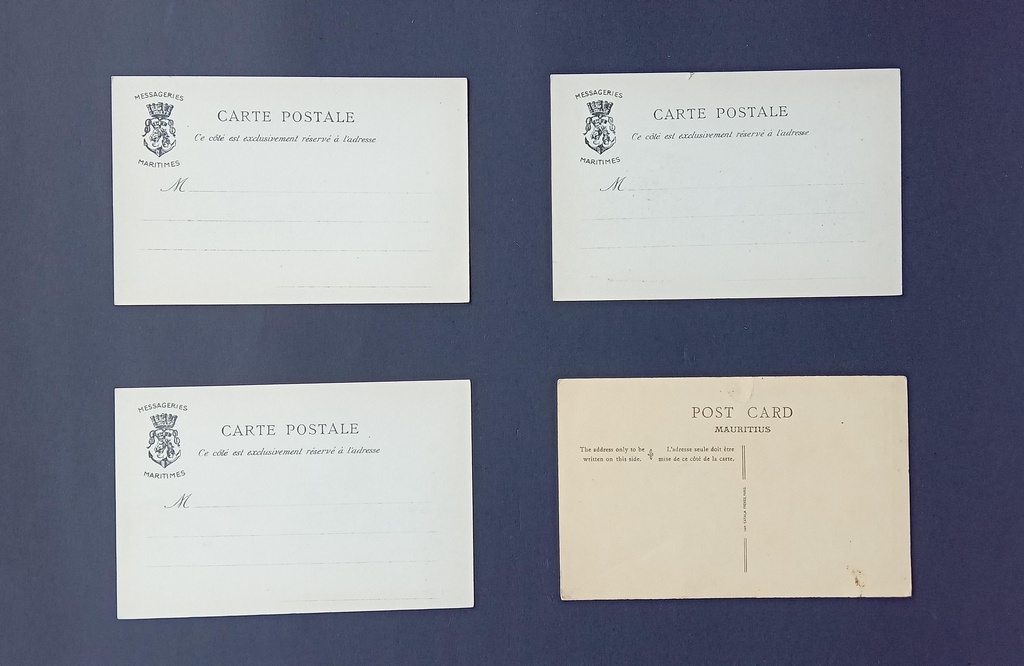 MESSAGERIES
MARITIMES
CARTE POSTALE
Ce côté est exclusivement réservé à l'adresse
M
MESSAGERIES
MARITIMES
CARTE POSTALE
Ce côté est exclusivement réservé à l'adresse
M
MESSAGERIES
MARITIMES
CARTE POSTALE
Ce côté est exclusivement réservé à l'adresse
M
POST CARD
MAURITIUS
The address only to be
written on this side.
L'adresse seule doit être
mise de ce côté de la carte.